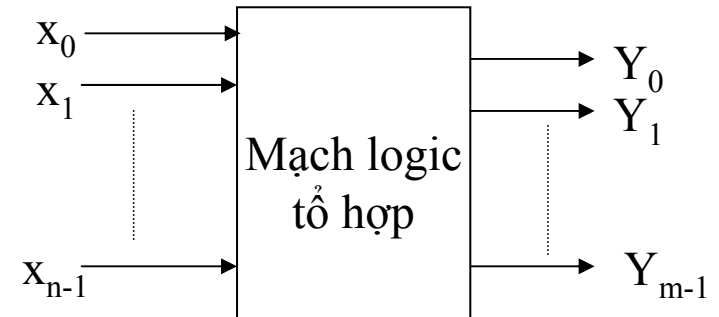 x₀
x₁
xₙ₋₁
Mạch logic
tổ hợp
Y₀
Y₁
Yₘ₋₁